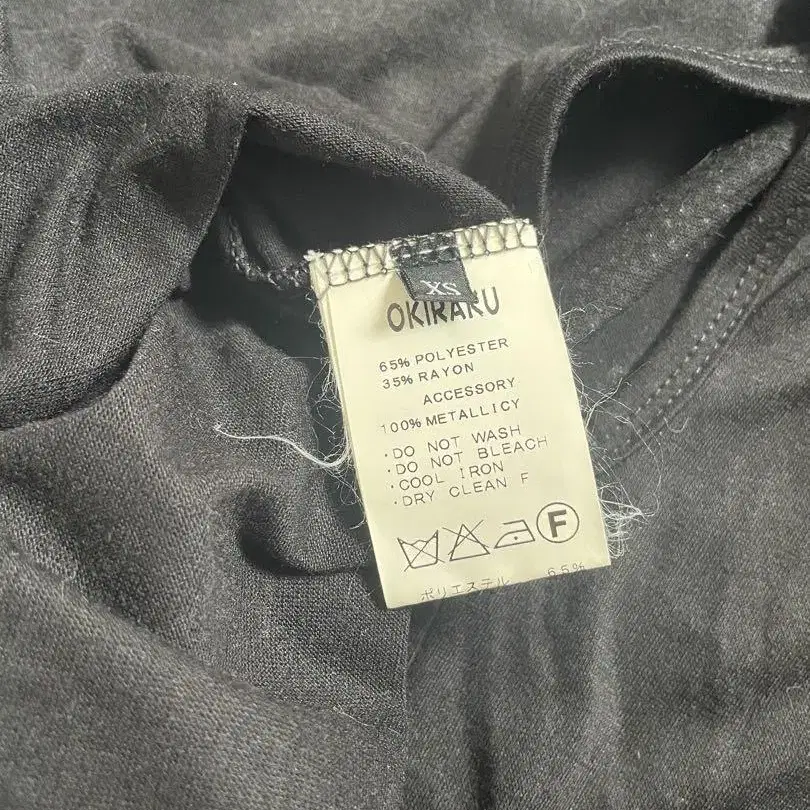 XS
OKIRARU
65% POLYESTER
35% RAYON
ACCESSORY
100% METALLICY
・DO NOT WASH
・DO NOT BLEACH
・COOL IRON
・DRY CLEAN F
F
ポリエステル 65%